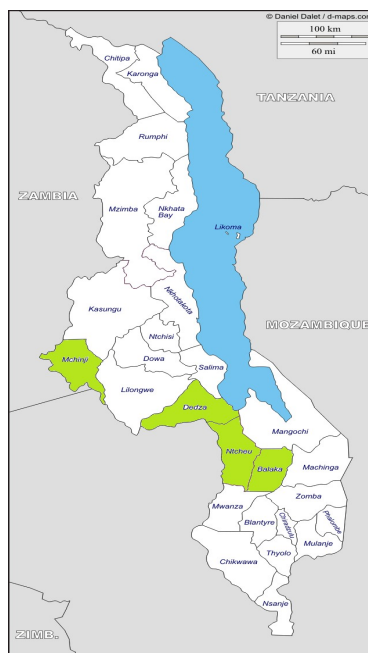 © Daniel Dalet / d-maps.com
100 km
60 mi
Chitipa
Karonga
TANZANIA
Rumphi
ZAMBIA
Mzimba
Nkhata
Bay
Likoma
Kasungu
Nkhotakota
MOZAMBIQUE
Ntchisi
Mchinji
Dowa
Salima
Lilongwe
Dedza
Mangochi
Ntcheu
Balaka
Machinga
Zomba
Mwanza
Blantyre
Chiradzulu
Phalombe
Mulanje
Thyolo
Chikwawa
Nsanje
ZIMB.